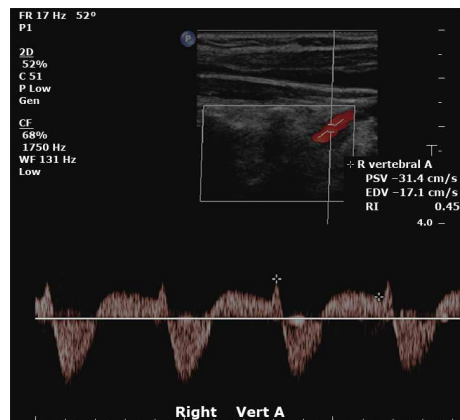 FR 17 Hz 52º
P1
P
2D
52%
C 51
P Low
Gen
CF
68%
1750 Hz
WF 131 Hz
Low
R vertebral A
PSV −31.4 cm/s
EDV −17.1 cm/s
RI 0.45
4.0
Right Vert A